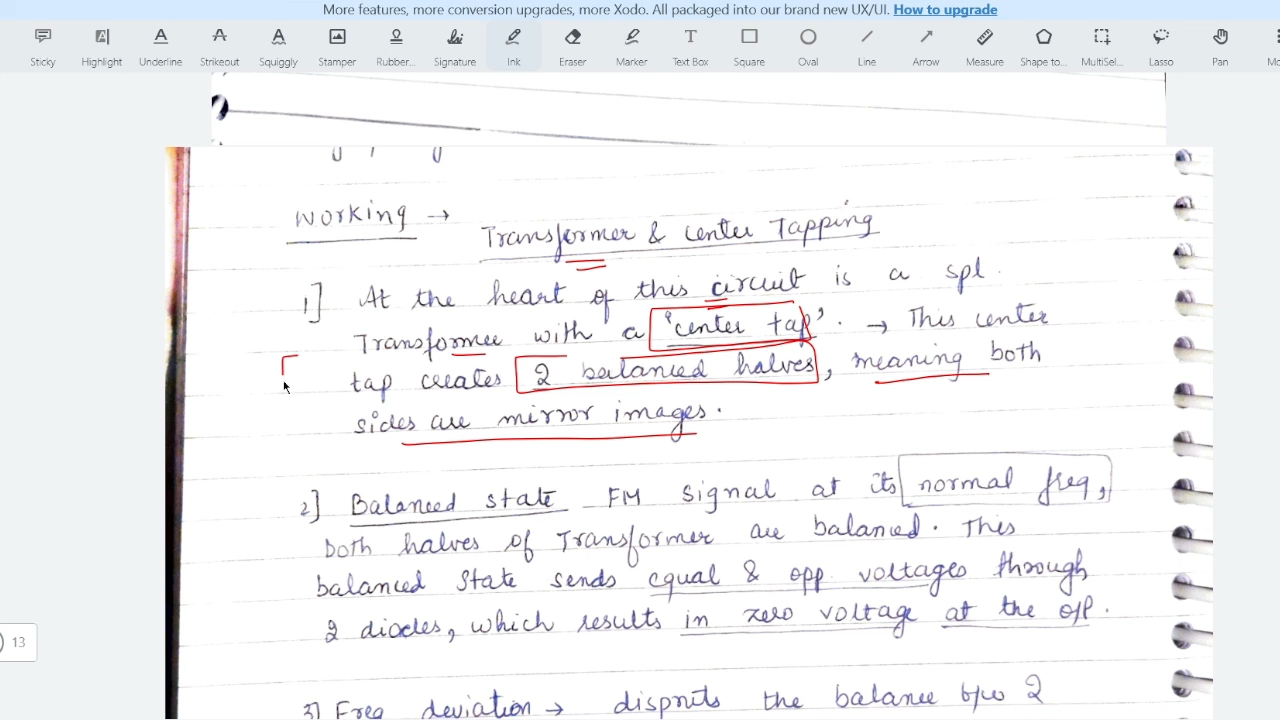 More features, more conversion upgrades, more Xodo. All packaged into our brand new UX/UI. How to upgrade
Sticky Highlight Underline Strikeout Squiggly Stamper Rubber... Signature Ink Eraser Marker Text Box Square Oval Line Arrow Measure Shape to... MultiSel... Lasso Pan
Working →
Transformer & center Tapping
1] At the heart of this circuit is a spl.
Transformer with a 'center tap'. → This center
tap creates 2 balanced halves, meaning both
sides are mirror images.
2] Balanced state FM signal at its normal freq,
both halves of Transformer are balanced. This
balanced state sends equal & opp voltages through
2 diodes, which results in zero voltage at the o/p.
13
3] Freq deviation → dispruts the balance b/w 2